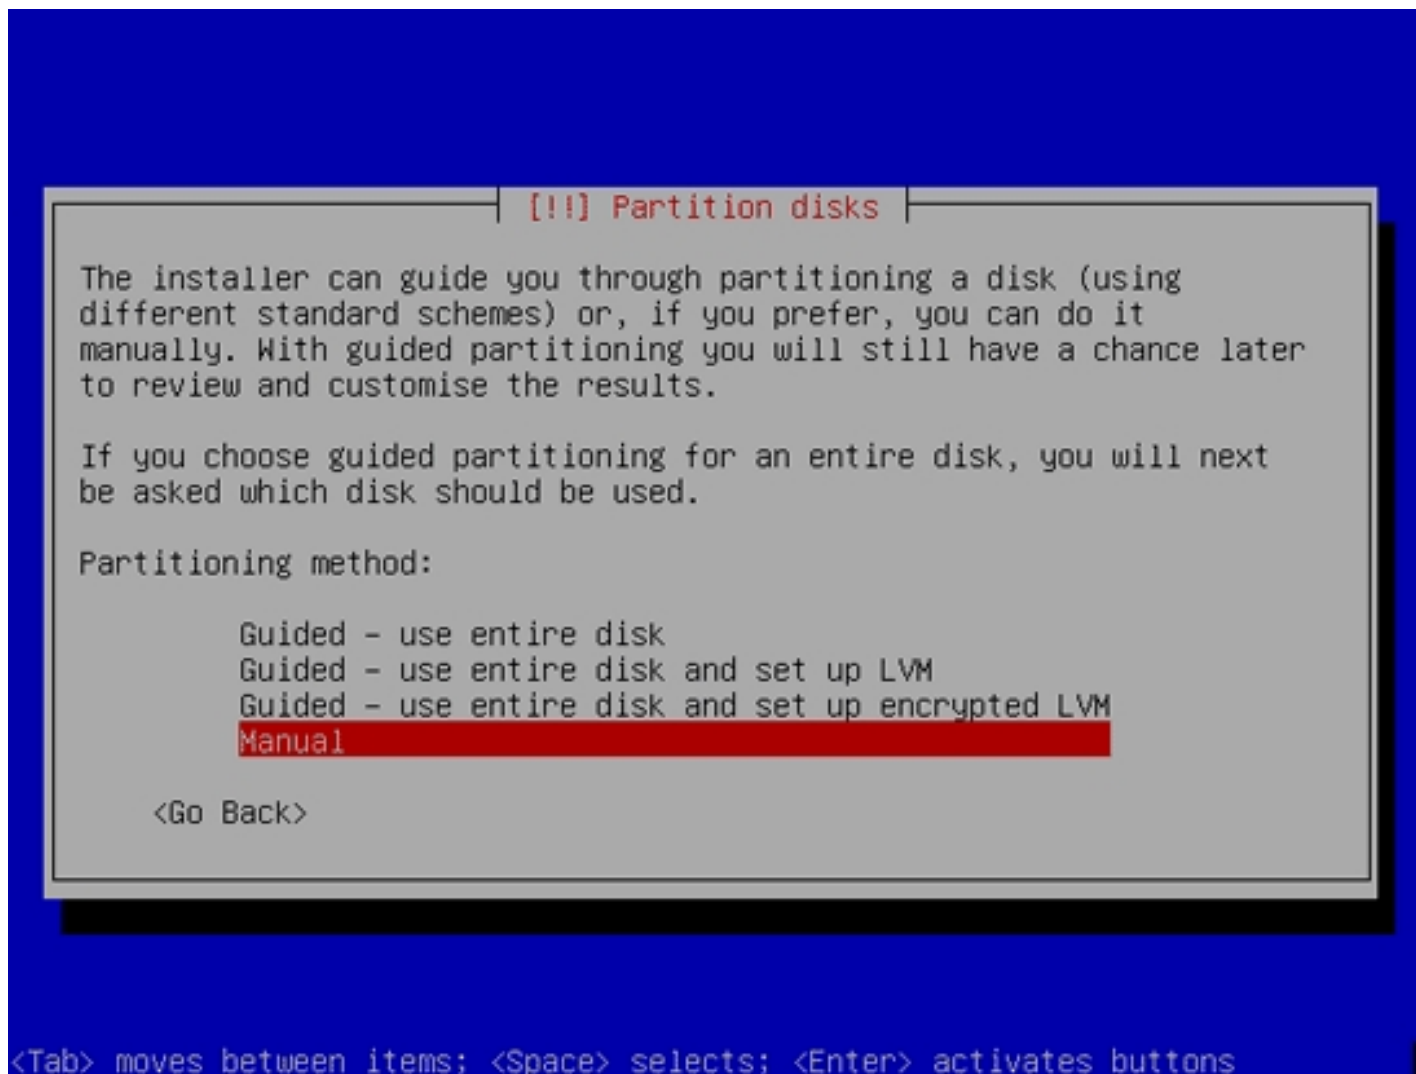 [!!] Partition disks
The installer can guide you through partitioning a disk (using
different standard schemes) or, if you prefer, you can do it
manually. With guided partitioning you will still have a chance later
to review and customise the results.
If you choose guided partitioning for an entire disk, you will next
be asked which disk should be used.
Partitioning method:
Guided - use entire disk
Guided - use entire disk and set up LVM
Guided - use entire disk and set up encrypted LVM
Manual
<Go Back>
<Tab> moves between items; <Space> selects; <Enter> activates buttons